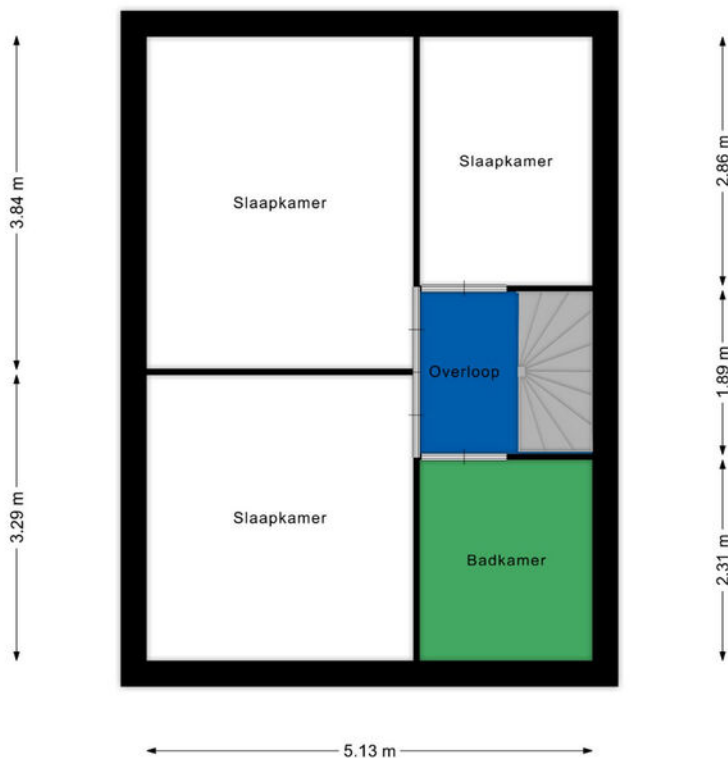 Slaapkamer
Slaapkamer
Overloop
Slaapkamer
Badkamer
3.84 m
3.29 m
2.86 m
1.89 m
2.31 m
5.13 m